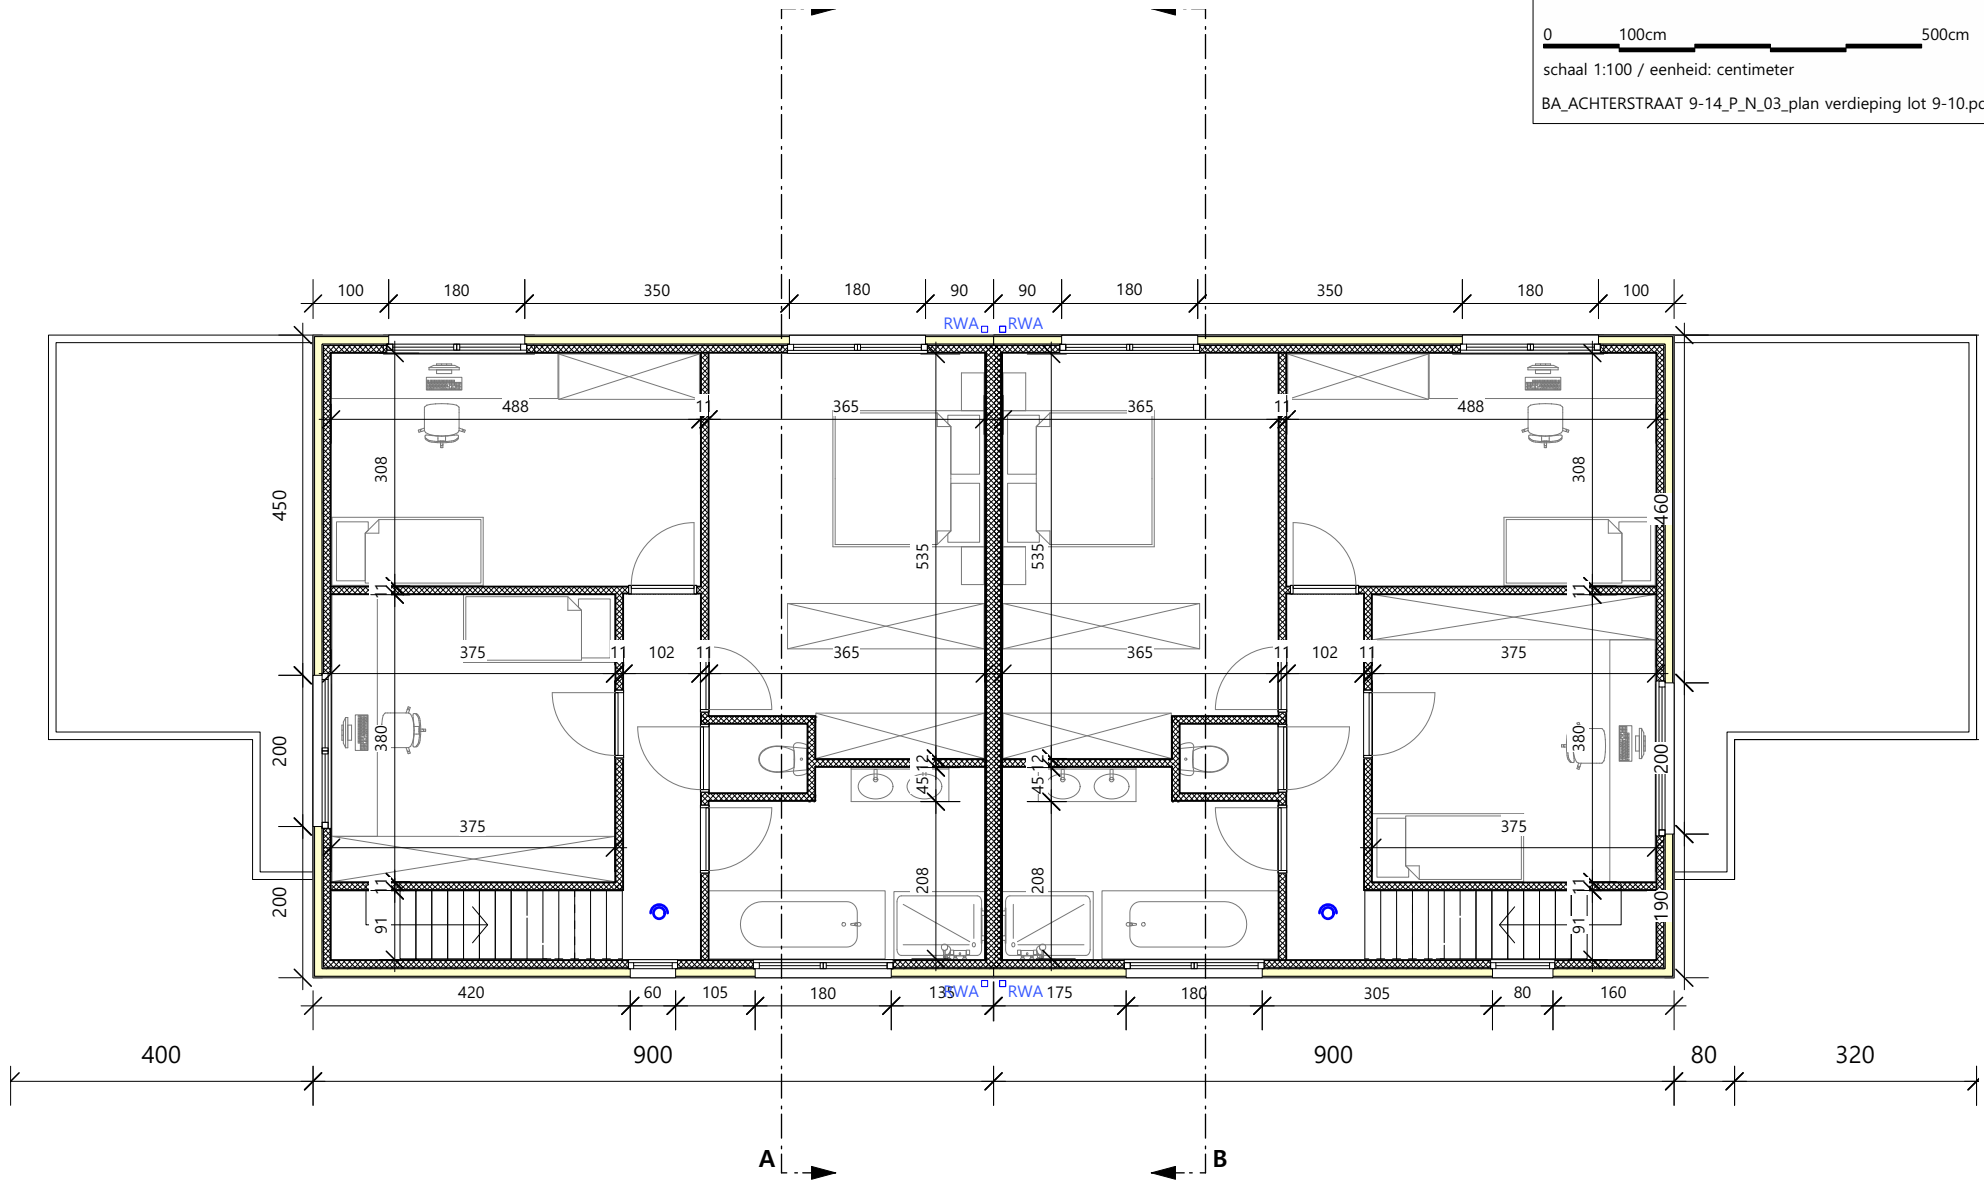 0 100cm 500cm
schaal 1:100 / eenheid: centimeter
BA_ACHTERSTRAAT 9-14_P_N_03_plan verdieping lot 9-10.pd
100 180 350 180 90 90 180 350 180 100
RWA RWA
488 11 365 365 11 488
308 308
450 460
535 535
11 11
375 11 102 11 365 365 11 102 11 375
200 380 380 200
12 12
45 45
375 375
200 11 208 208 11 190
91 91
RWA RWA
420 60 105 180 135 175 180 305 80 160
400 900 900 80 320
A B